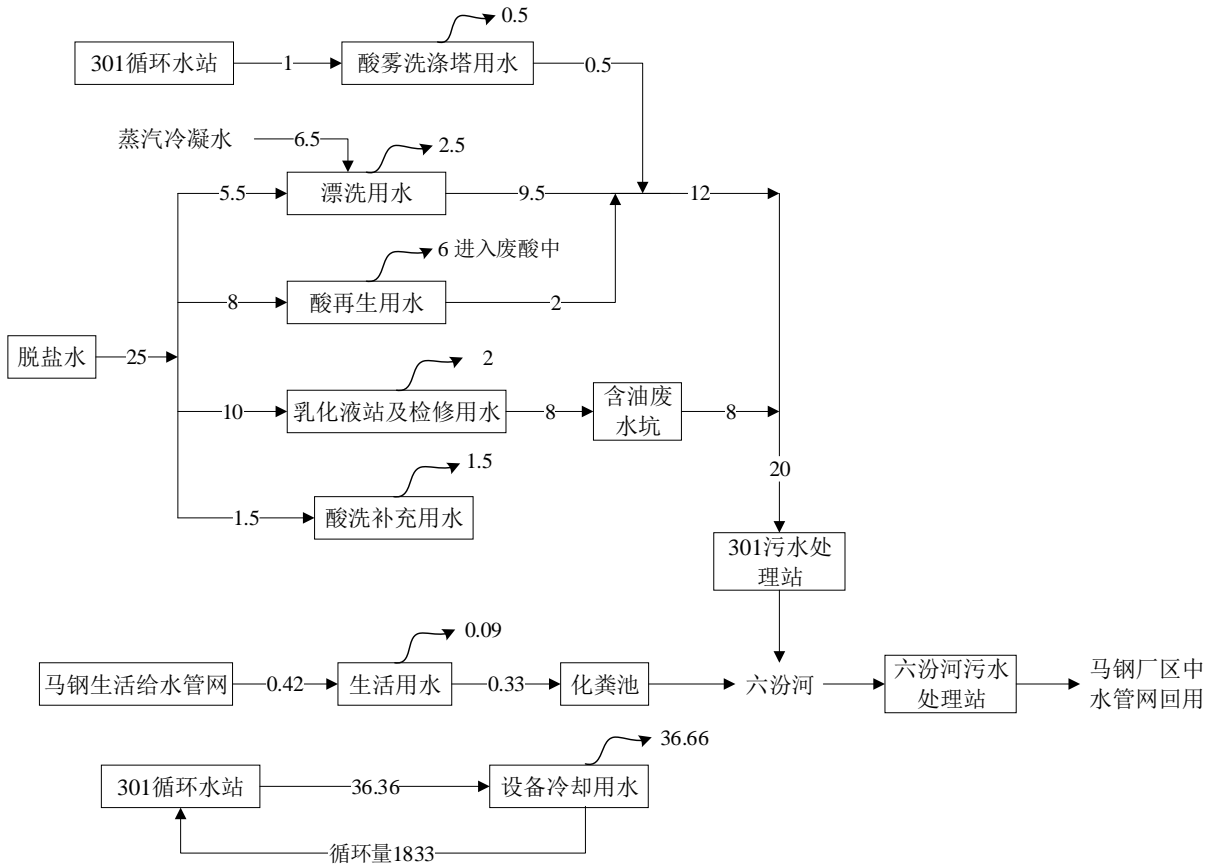 0.5
301循环水站
1
酸雾洗涤塔用水
0.5
蒸汽冷凝水
6.5
2.5
5.5
漂洗用水
9.5
12
6 进入废酸中
8
酸再生用水
2
脱盐水
25
2
10
乳化液站及检修用水
8
含油废
水坑
8
20
1.5
1.5
酸洗补充用水
301污水处
理站
0.09
马钢生活给水管网
0.42
生活用水
0.33
化粪池
六汾河
六汾河污水
处理站
马钢厂区中
水管网回用
36.66
301循环水站
36.36
设备冷却用水
循环量1833